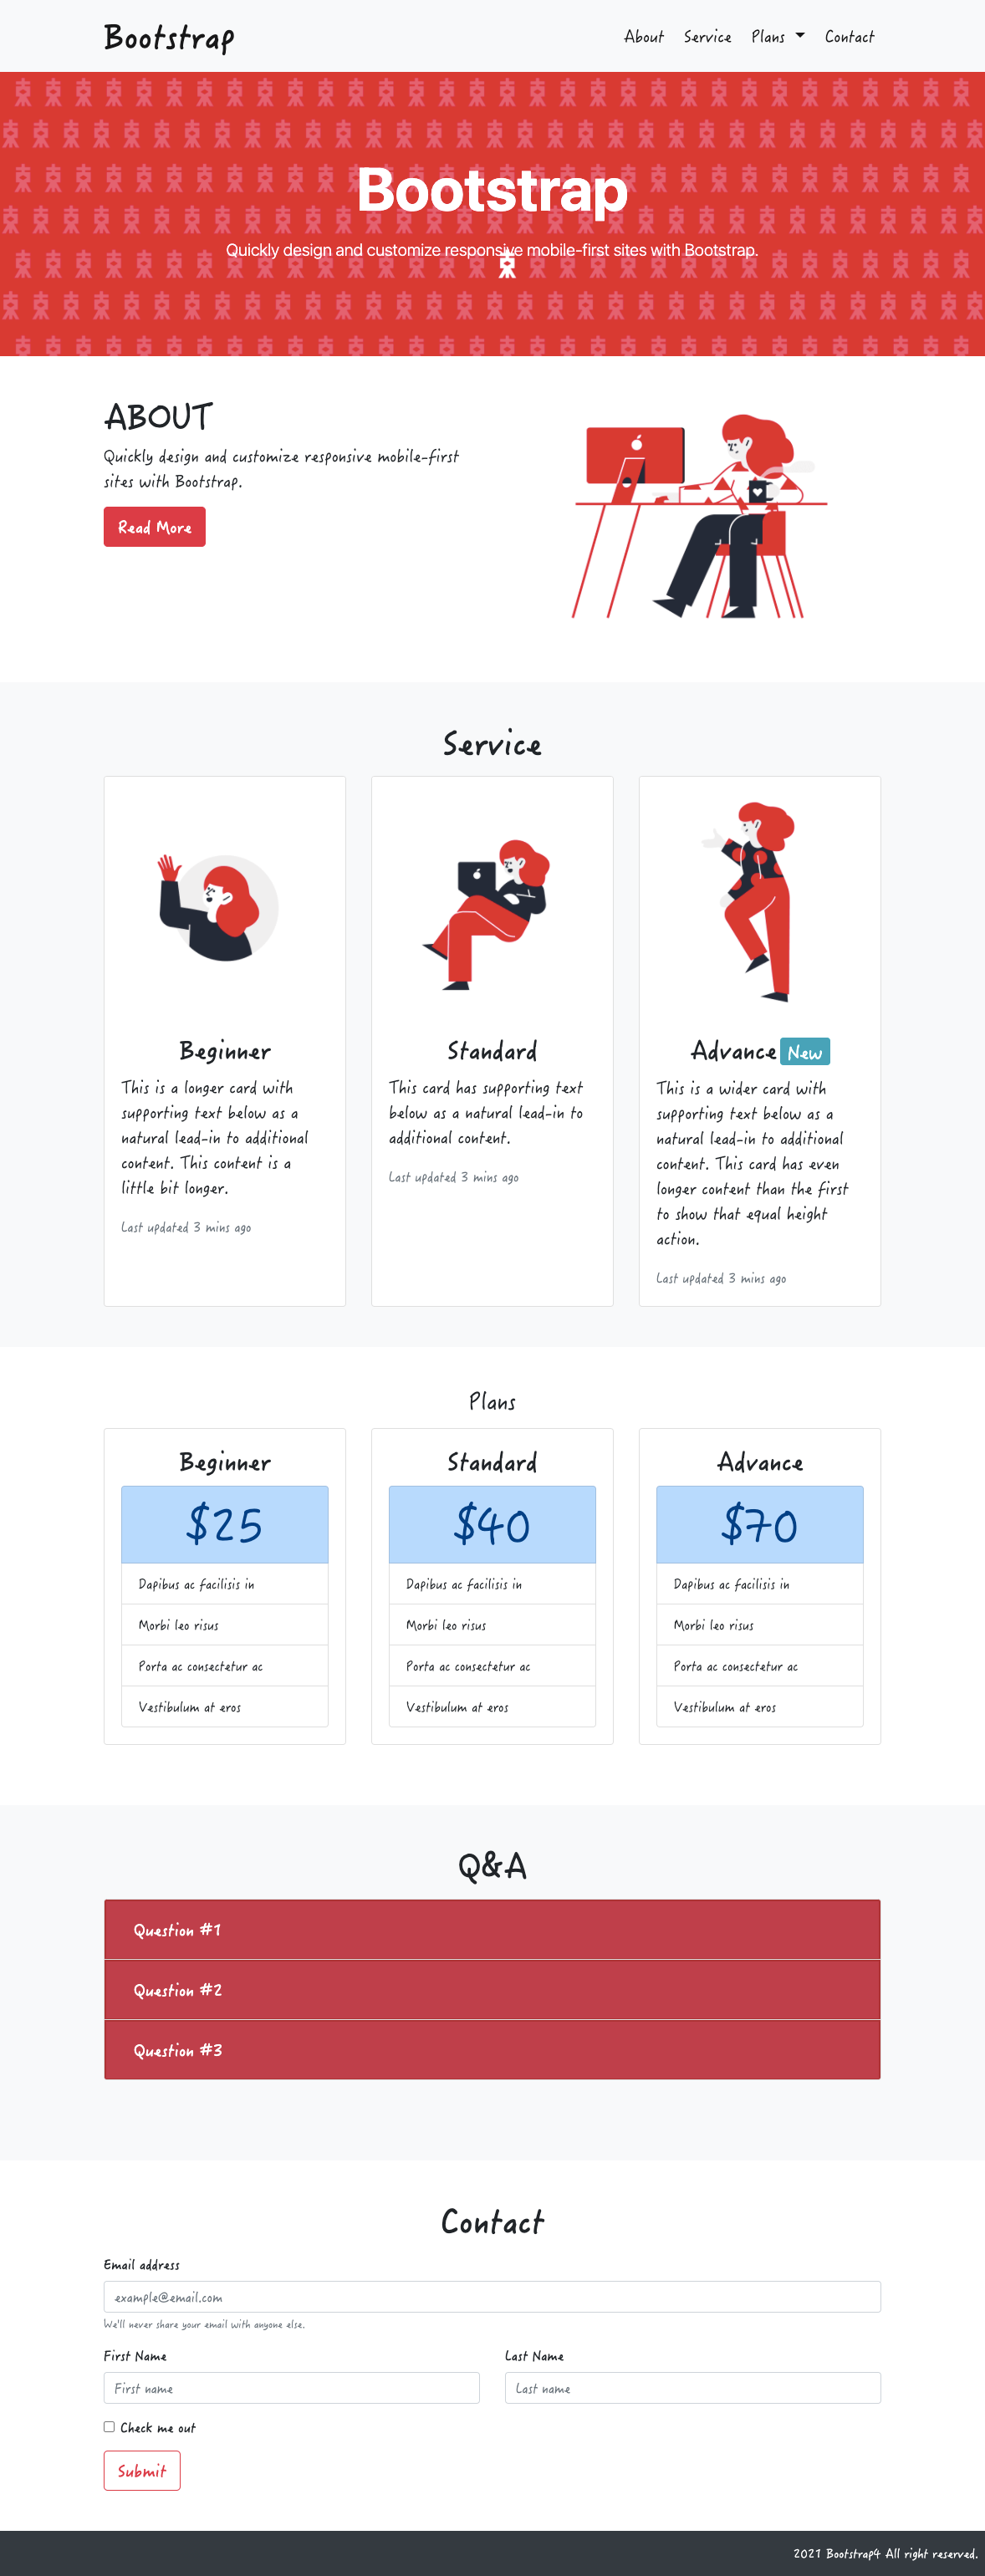 Bootstrap
About Service Plans Contact
Bootstrap
Quickly design and customize responsive mobile-first sites with Bootstrap.
ABOUT
Quickly design and customize responsive mobile-first
sites with Bootstrap.
Read More
Service
Beginner
This is a longer card with
supporting text below as a
natural lead-in to additional
content. This content is a
little bit longer.
Last updated 3 mins ago
Standard
This card has supporting text
below as a natural lead-in to
additional content.
Last updated 3 mins ago
Advance New
This is a wider card with
supporting text below as a
natural lead-in to additional
content. This card has even
longer content than the first
to show that equal height
action.
Last updated 3 mins ago
Plans
Beginner
$25
Dapibus ac facilisis in
Morbi leo risus
Porta ac consectetur ac
Vestibulum at eros
Standard
$40
Dapibus ac facilisis in
Morbi leo risus
Porta ac consectetur ac
Vestibulum at eros
Advance
$70
Dapibus ac facilisis in
Morbi leo risus
Porta ac consectetur ac
Vestibulum at eros
Q&A
Question #1
Question #2
Question #3
Contact
Email address
example@email.com
We'll never share your email with anyone else.
First Name
First name
Last Name
Last name
Check me out
Submit
2021 Bootstrap4 All right reserved.